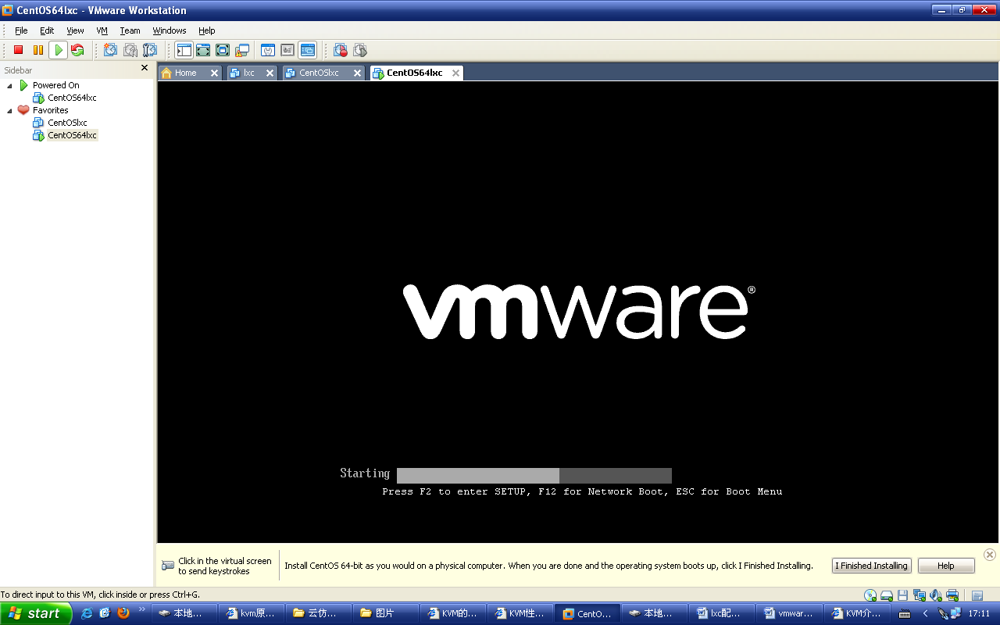 CentOS64lxc - VMware Workstation
File Edit View VM Team Windows Help
Sidebar
Powered On
CentOS64lxc
Favorites
CentOSlxc
CentOS64lxc
Home lxc CentOSlxc CentOS64lxc
vmware®
Starting
Press F2 to enter SETUP, F12 for Network Boot, ESC for Boot Menu
Click in the virtual screen
to send keystrokes
Install CentOS 64-bit as you would on a physical computer. When you are done and the operating system boots up, click I Finished Installing.
I Finished Installing
Help
To direct input to this VM, click inside or press Ctrl+G.
start 本地... kvm原... 云仿... 图片 KVM的... KVM性... CentO... 本地... lxc配... vmwar... KVM介... 17:11